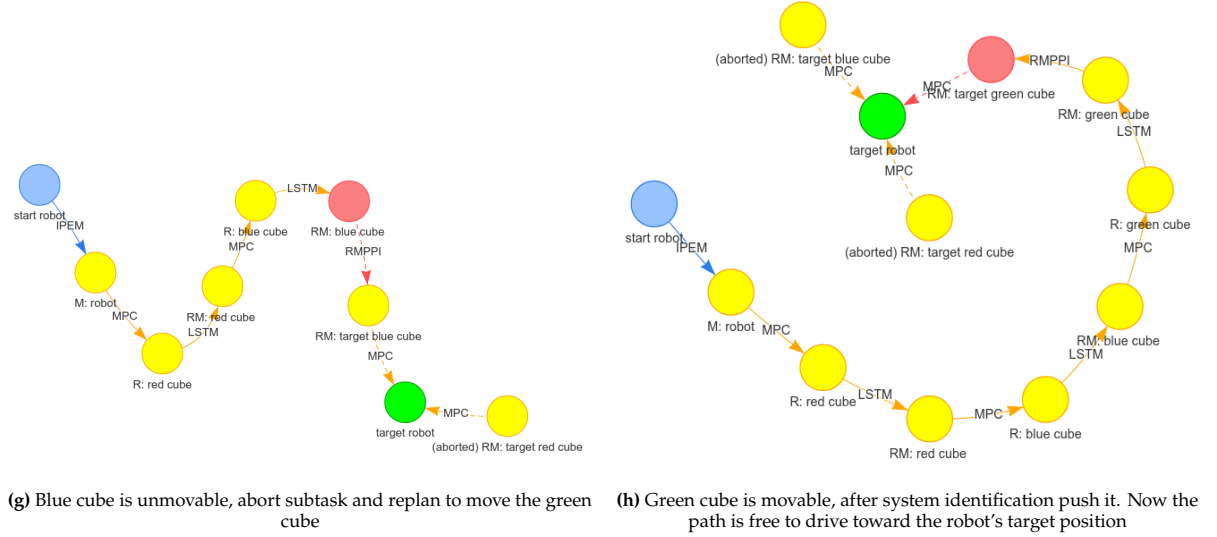 start robot
IPEM
M: robot
MPC
R: red cube
LSTM
RM: red cube
MPC
R: blue cube
LSTM
RM: blue cube
RMPPI
RM: target blue cube
MPC
target robot
MPC
(aborted) RM: target red cube
(g) Blue cube is unmovable, abort subtask and replan to move the green
cube
(aborted) RM: target blue cube
MPC
target robot
MPC
(aborted) RM: target red cube
MPC
RM: target green cube
RMPPI
RM: green cube
LSTM
R: green cube
MPC
RM: blue cube
LSTM
R: blue cube
MPC
RM: red cube
LSTM
R: red cube
MPC
M: robot
IPEM
start robot
(h) Green cube is movable, after system identification push it. Now the
path is free to drive toward the robot's target position